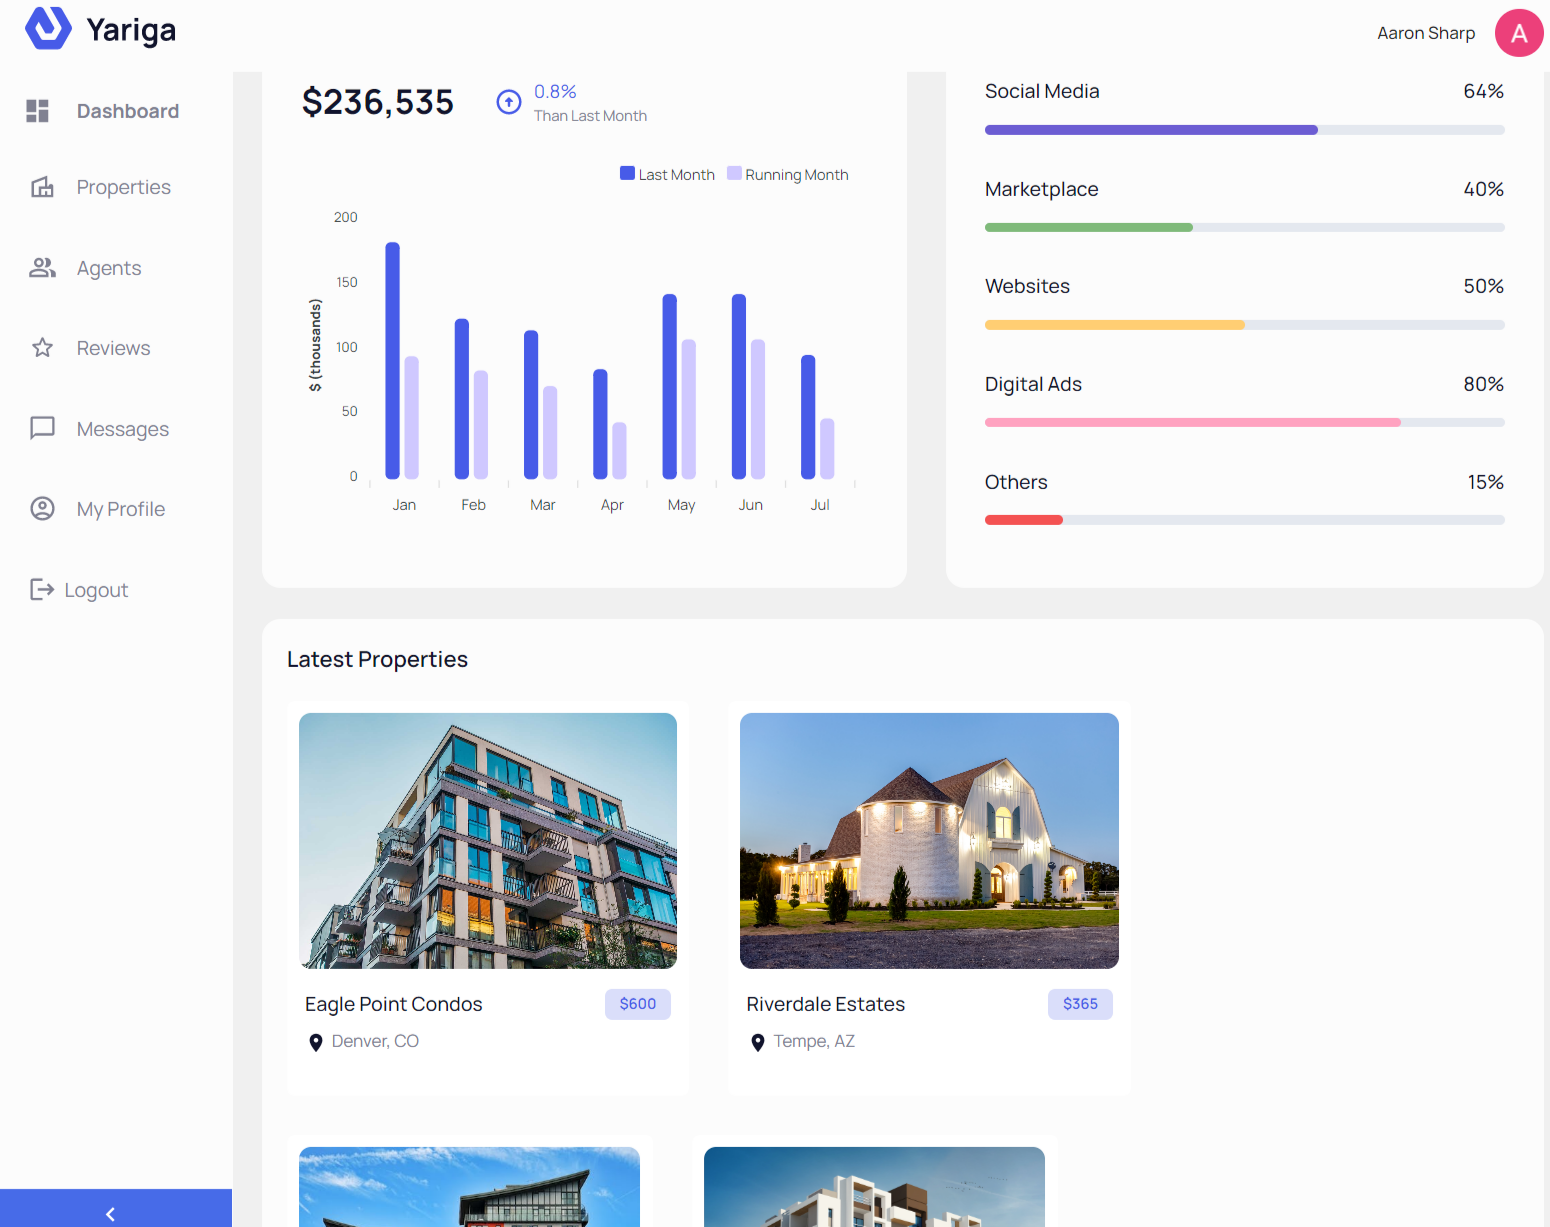 Yariga
Aaron Sharp
A
Dashboard
Properties
Agents
Reviews
Messages
My Profile
Logout
$236,535
0.8%
Than Last Month
Last Month
Running Month
$ (thousands)
200
150
100
50
0
Jan
Feb
Mar
Apr
May
Jun
Jul
Social Media
64%
Marketplace
40%
Websites
50%
Digital Ads
80%
Others
15%
Latest Properties
Eagle Point Condos
$600
Denver, CO
Riverdale Estates
$365
Tempe, AZ